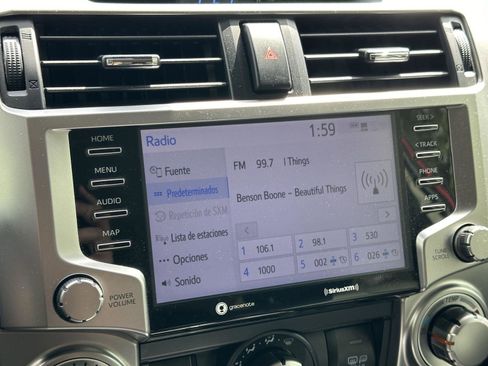 HOME
MENU
AUDIO
MAP
POWER
VOLUME
SEEK >
< TRACK
PHONE
APPS
TUNE
SCROLL
Radio
1:59
Fuente
Predeterminados
Repetición de SXM
Lista de estaciones
Opciones
Sonido
FM 99.7 l Things
Benson Boone - Beautiful Things
1 106.1
2 98.1
3 530
4 1000
5 002
6 026
gracenote
SiriusXM
TEMP